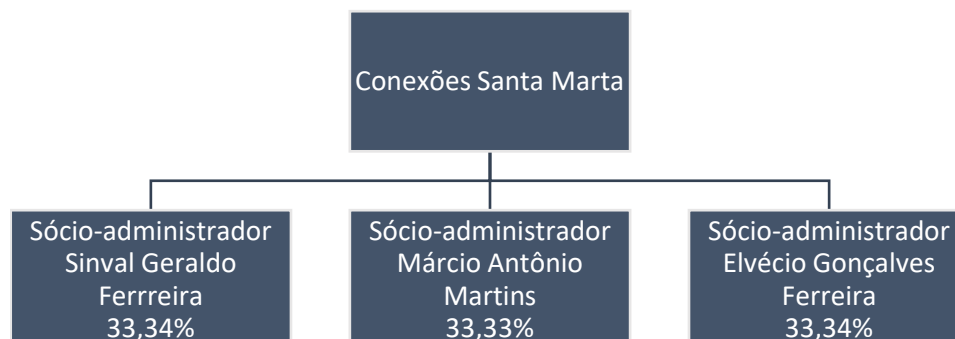 Conexões Santa Marta
Sócio-administrador
Sinval Geraldo
Ferrreira
33,34%
Sócio-administrador
Márcio Antônio
Martins
33,33%
Sócio-administrador
Elvécio Gonçalves
Ferreira
33,34%